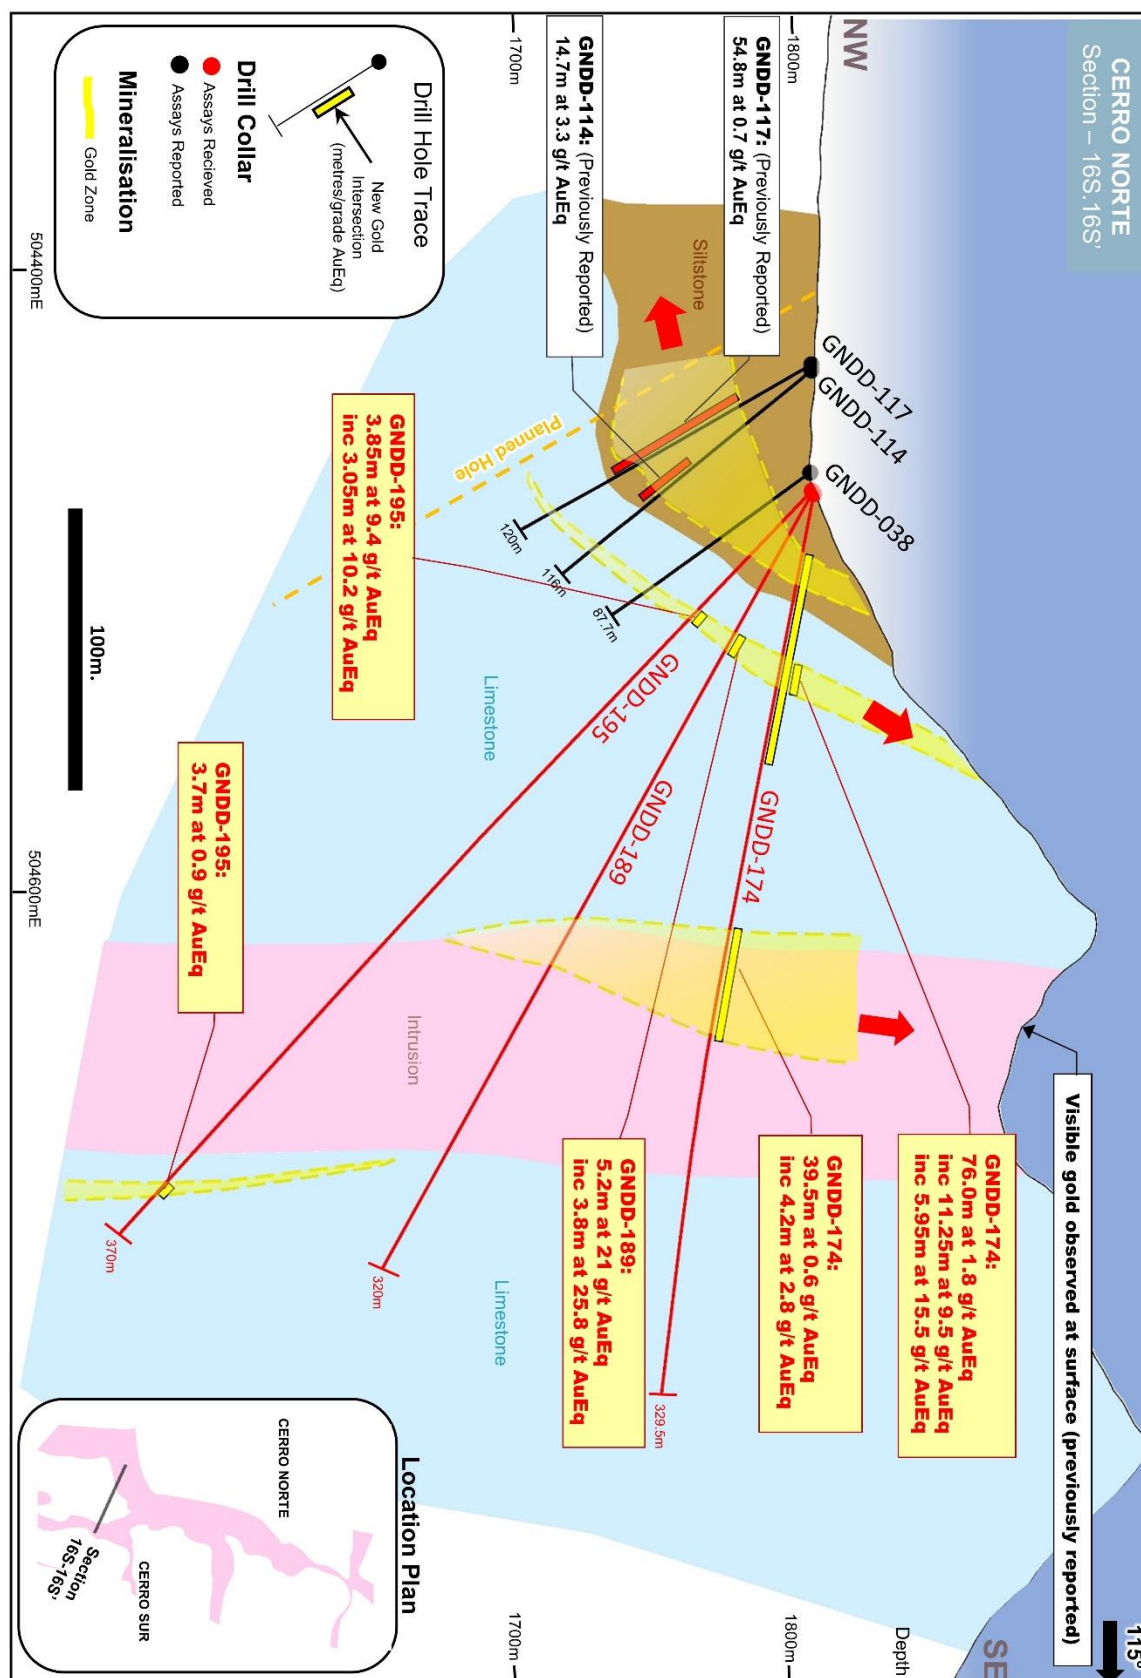 CERRO NORTE
Section – 16S.16S'
NW
115°
SE
Depth
1800m
1700m
1800m
1700m
GNDD-117: (Previously Reported)
54.8m at 0.7 g/t AuEq
GNDD-114: (Previously Reported)
14.7m at 3.3 g/t AuEq
GNDD-117
GNDD-114
GNDD-038
Visible gold observed at surface (previously reported)
GNDD-174:
76.0m at 1.8 g/t AuEq
inc 11.25m at 9.5 g/t AuEq
inc 5.95m at 15.5 g/t AuEq
GNDD-174:
39.5m at 0.6 g/t AuEq
inc 4.2m at 2.8 g/t AuEq
GNDD-189:
5.2m at 21 g/t AuEq
inc 3.8m at 25.8 g/t AuEq
Siltstone
Planned Hole
120m
116m
87.7m
GNDD-174
GNDD-189
GNDD-195
329.5m
320m
370m
Limestone
Intrusion
Limestone
GNDD-195:
3.85m at 9.4 g/t AuEq
inc 3.05m at 10.2 g/t AuEq
GNDD-195:
3.7m at 0.9 g/t AuEq
Drill Hole Trace
New Gold
Intersection
(metres/grade AuEq)
Drill Collar
Assays Recieved
Assays Reported
Mineralisation
Gold Zone
100m.
504400mE
504600mE
Location Plan
CERRO NORTE
CERRO SUR
Section
16S-16S'